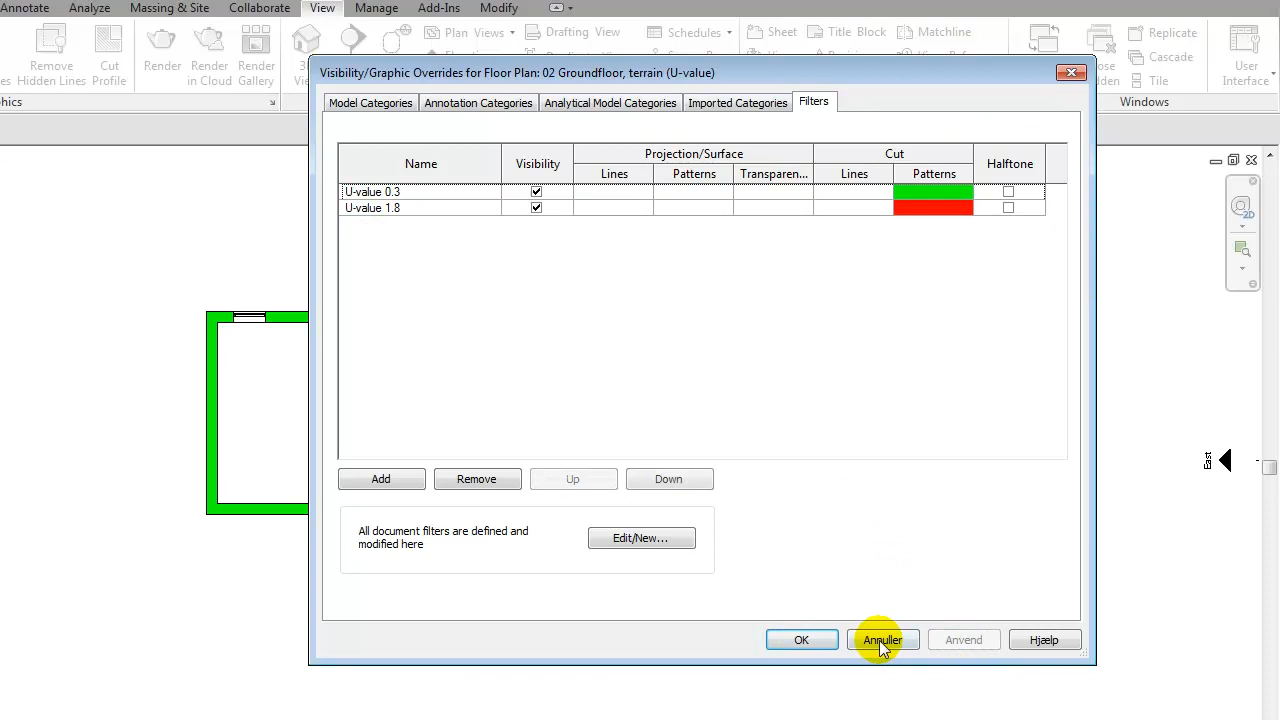 Annotate Analyze Massing & Site Collaborate View Manage Add-Ins Modify
Remove
Hidden Lines
Cut
Profile
Render
Render
in Cloud
Render
Gallery
Plan Views
Drafting View
Schedules
Sheet
Title Block
Matchline
Replicate
Cascade
Tile
User
Interface
Windows
Visibility/Graphic Overrides for Floor Plan: 02 Groundfloor, terrain (U-value)
Model Categories Annotation Categories Analytical Model Categories Imported Categories Filters
Name Visibility Projection/Surface Cut Halftone
Lines Patterns Transparen... Lines Patterns
U-value 0.3
U-value 1.8
Add Remove Up Down
All document filters are defined and
modified here
Edit/New...
OK Annuller Anvend Hjælp
2D
East